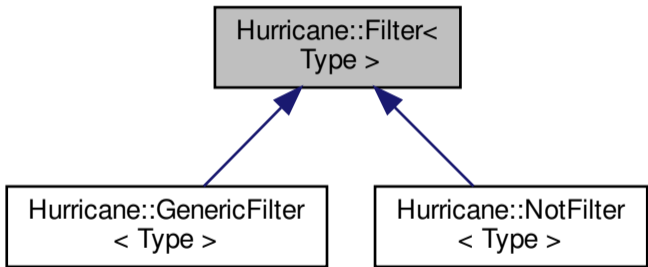 Hurricane::Filter<
Type >
Hurricane::GenericFilter
< Type >
Hurricane::NotFilter
< Type >